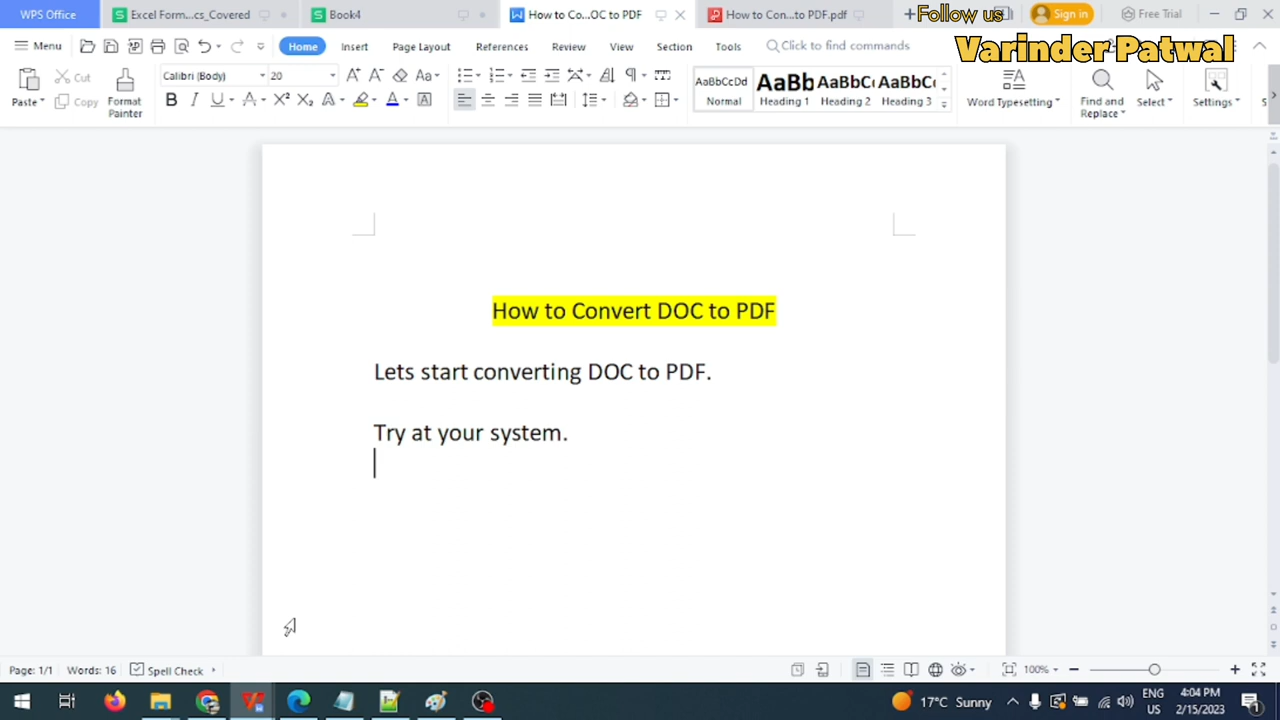 WPS Office Excel Form...cs_Covered Book4 How to Co...OC to PDF How to Con...to PDF.pdf Follow us Sign in Free Trial
Menu Home Insert Page Layout References Review View Section Tools Click to find commands Varinder Patwal
Calibri (Body) 20
Paste Cut Copy Format Painter
AaBbCcDd AaBb AaBbC AaBbC
Normal Heading 1 Heading 2 Heading 3
Word Typesetting Find and Replace Select Settings
How to Convert DOC to PDF
Lets start converting DOC to PDF.
Try at your system.
Page: 1/1 Words: 16 Spell Check 100%
17°C Sunny ENG US 4:04 PM 2/15/2023